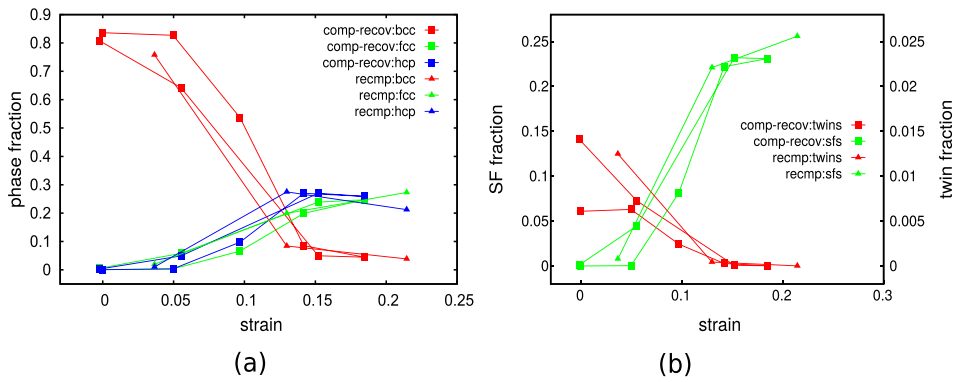 0.9
0.8
0.7
0.6
0.5
0.4
0.3
0.2
0.1
0
phase fraction
0
0.05
0.1
0.15
0.2
0.25
strain
comp-recov:bcc
comp-recov:fcc
comp-recov:hcp
recmp:bcc
recmp:fcc
recmp:hcp
(a)
0.2
0.15
0.1
0.05
0
SF fraction
0
0.1
0.2
0.3
strain
comp-recov:twins
comp-recov:sfs
recmp:twins
recmp:sfs
0.025
0.02
0.015
0.01
0.005
0
twin fraction
(b)